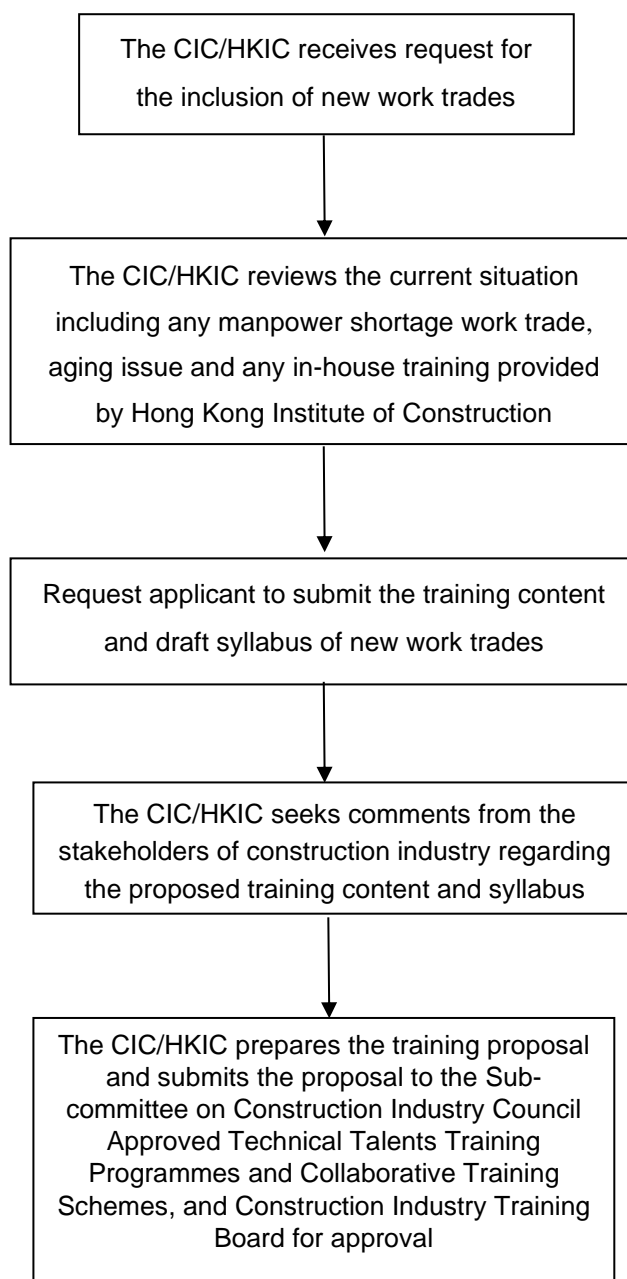 The CIC/HKIC receives request for
the inclusion of new work trades
The CIC/HKIC reviews the current situation
including any manpower shortage work trade,
aging issue and any in-house training provided
by Hong Kong Institute of Construction
Request applicant to submit the training content
and draft syllabus of new work trades
The CIC/HKIC seeks comments from the
stakeholders of construction industry regarding
the proposed training content and syllabus
The CIC/HKIC prepares the training proposal
and submits the proposal to the Sub-
committee on Construction Industry Council
Approved Technical Talents Training
Programmes and Collaborative Training
Schemes, and Construction Industry Training
Board for approval